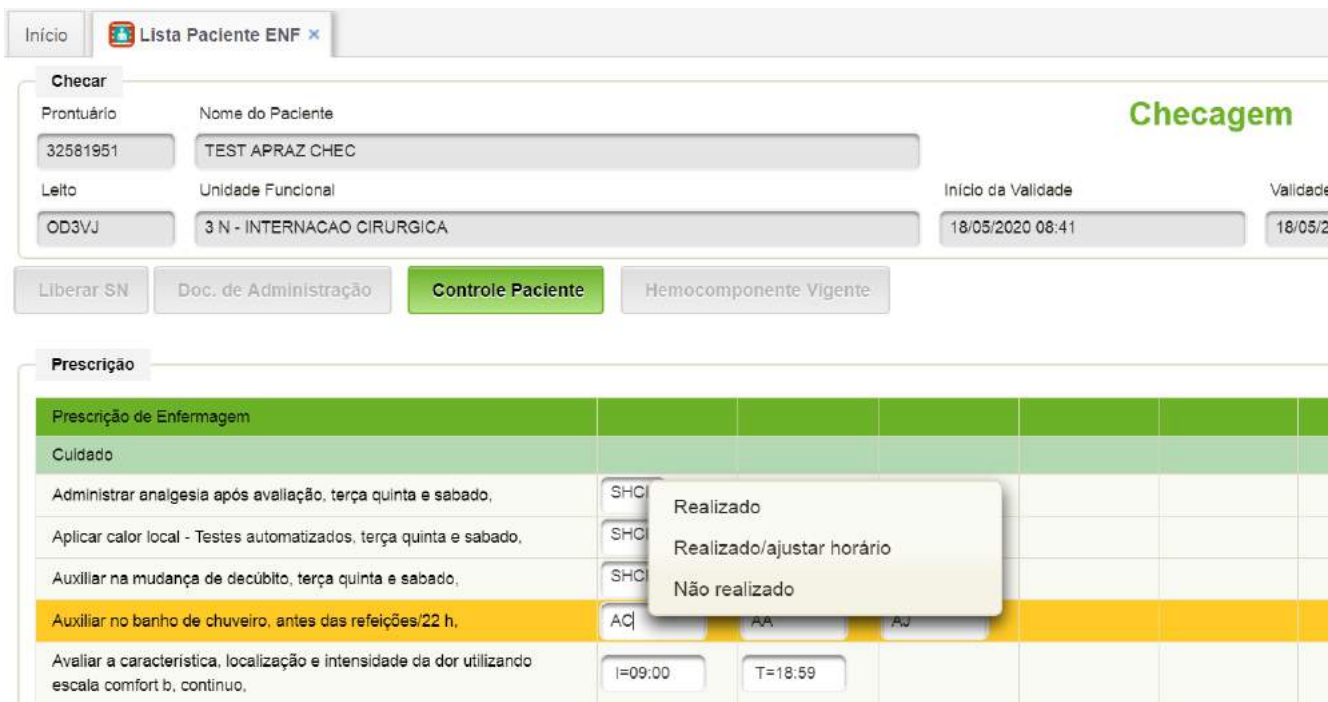 Início
Lista Paciente ENF ×
Checar
Prontuário Nome do Paciente
Checagem
32581951 TEST APRAZ CHEC
Leito Unidade Funcional Início da Validade
OD3VJ 3 N - INTERNACAO CIRURGICA 18/05/2020 08:41
Liberar SN Doc. de Administração Controle Paciente Hemocomponente Vigente
Prescrição
Prescrição de Enfermagem
Cuidado
Administrar analgesia após avaliação, terça quinta e sabado,
Aplicar calor local - Testes automatizados, terça quinta e sabado,
Auxiliar na mudança de decúbito, terça quinta e sabado,
Realizado
Realizado/ajustar horário
Não realizado
Auxiliar no banho de chuveiro, antes das refeições/22 h, AC AA AJ
Avaliar a característica, localização e intensidade da dor utilizando
escala comfort b, continuo, I=09:00 T=18:59